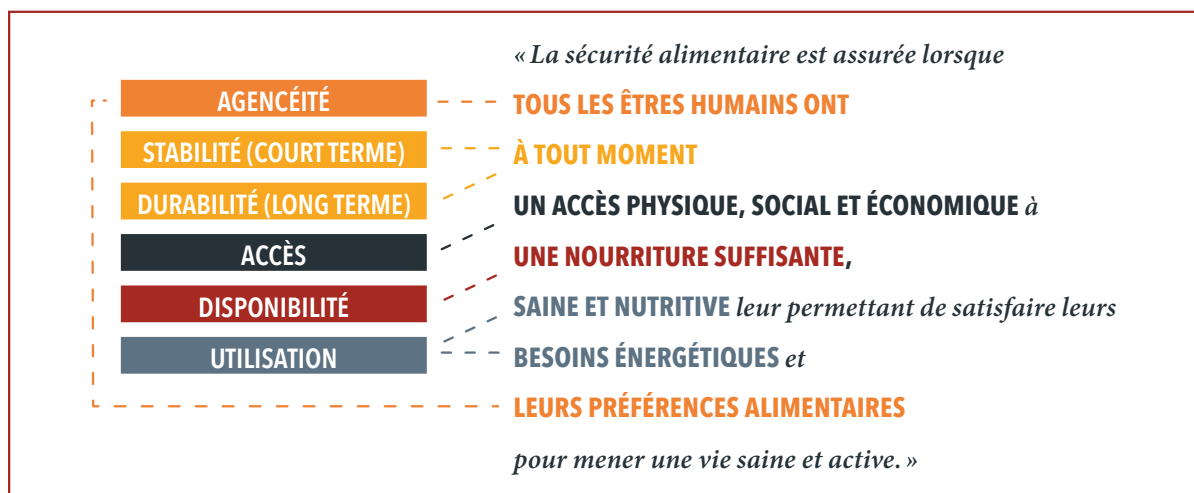 « La sécurité alimentaire est assurée lorsque
AGENCÉITÉ
TOUS LES ÊTRES HUMAINS ONT
STABILITÉ (COURT TERME)
À TOUT MOMENT
DURABILITÉ (LONG TERME)
UN ACCÈS PHYSIQUE, SOCIAL ET ÉCONOMIQUE à
ACCÈS
UNE NOURRITURE SUFFISANTE,
DISPONIBILITÉ
SAINE ET NUTRITIVE leur permettant de satisfaire leurs
UTILISATION
BESOINS ÉNERGÉTIQUES et
LEURS PRÉFÉRENCES ALIMENTAIRES
pour mener une vie saine et active. »